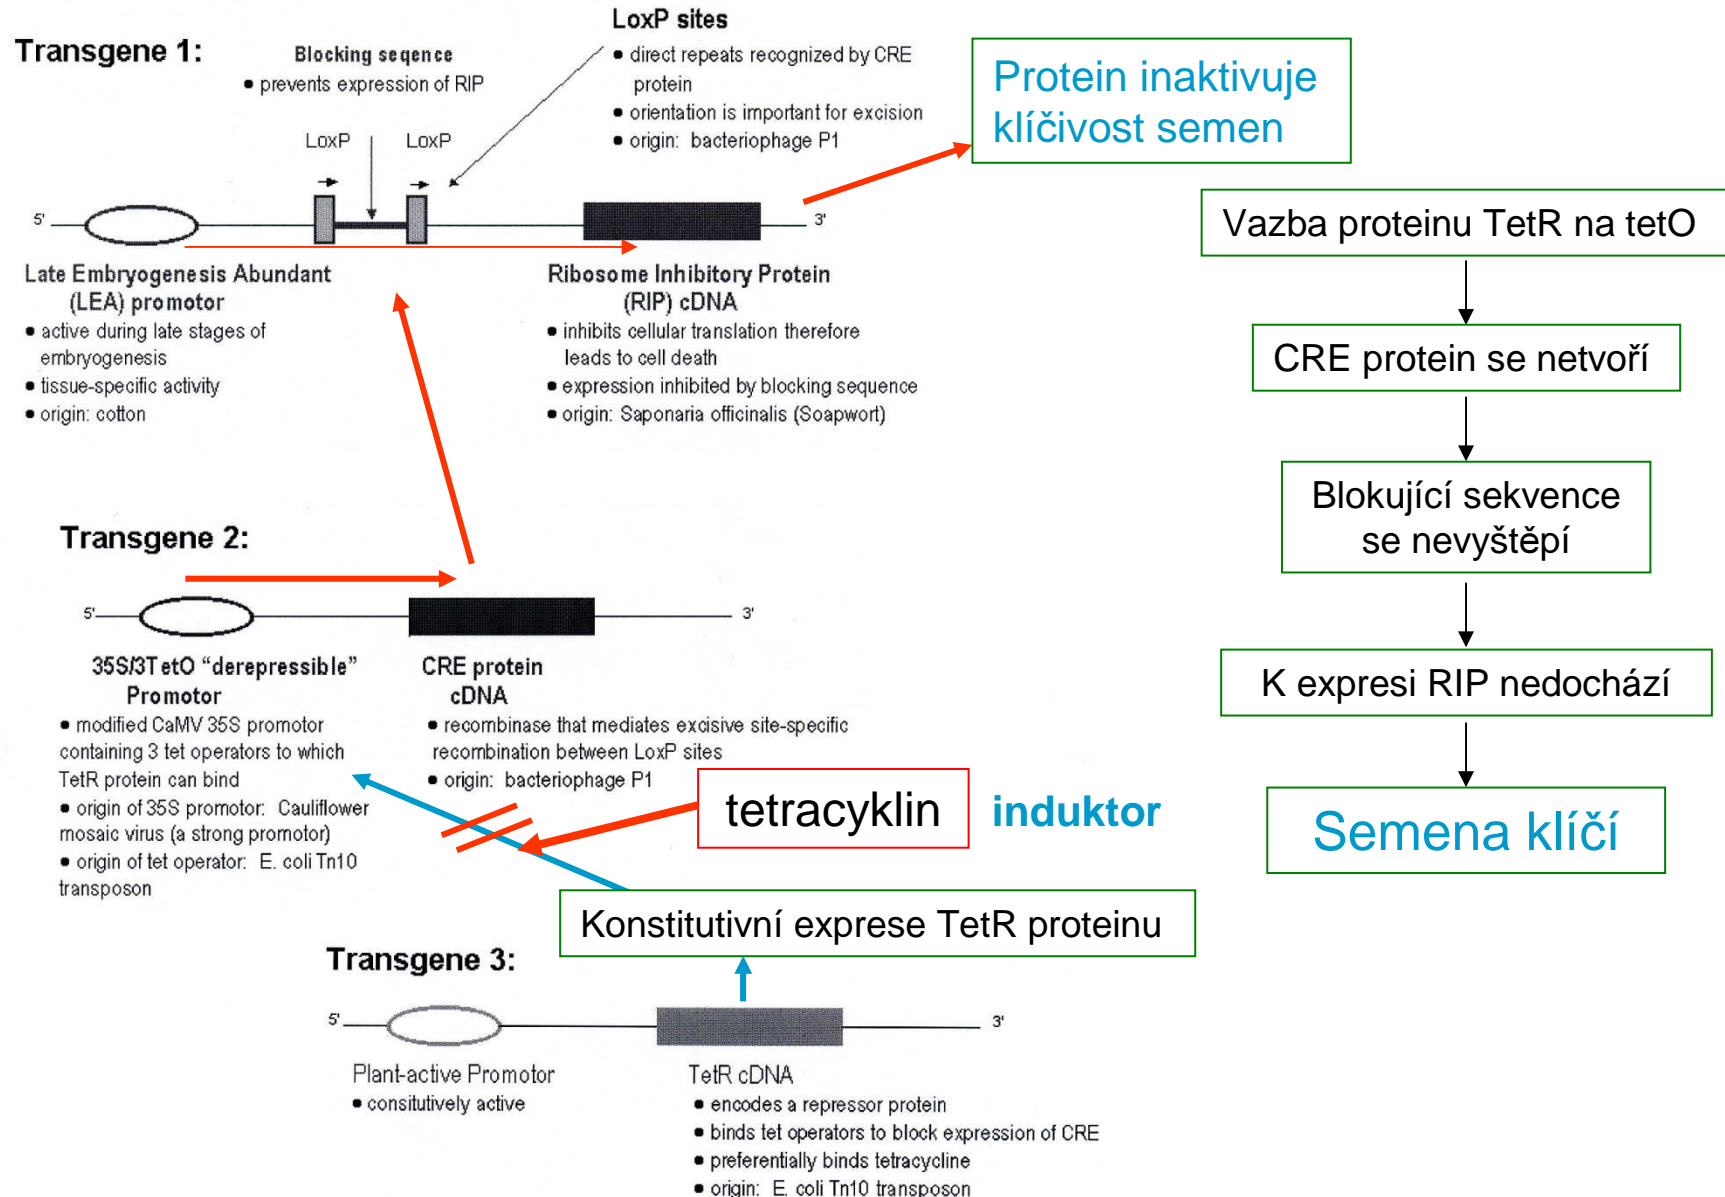 Transgene 1:
Blocking seqence
• prevents expression of RIP
LoxP sites
• direct repeats recognized by CRE
protein
• orientation is important for excision
• origin: bacteriophage P1
Protein inaktivuje
klíčivost semen
LoxP
LoxP
5'
3'
Late Embryogenesis Abundant
(LEA) promotor
• active during late stages of
embryogenesis
• tissue-specific activity
• origin: cotton
Ribosome Inhibitory Protein
(RIP) cDNA
• inhibits cellular translation therefore
leads to cell death
• expression inhibited by blocking sequence
• origin: Saponaria officinalis (Soapwort)
Vazba proteinu TetR na tetO
CRE protein se netvoří
Blokující sekvence
se nevyštěpí
K expresi RIP nedochází
Semena klíčí
Transgene 2:
5'
3'
35S/3TetO “derepressible”
Promotor
• modified CaMV 35S promotor
containing 3 tet operators to which
TetR protein can bind
• origin of 35S promotor: Cauliflower
mosaic virus (a strong promotor)
• origin of tet operator: E. coli Tn10
transposon
CRE protein
cDNA
• recombinase that mediates excisive site-specific
recombination between LoxP sites
• origin: bacteriophage P1
tetracyklin
induktor
Konstitutivní exprese TetR proteinu
Transgene 3:
5'
3'
Plant-active Promotor
• consitutively active
TetR cDNA
• encodes a repressor protein
• binds tet operators to block expression of CRE
• preferentially binds tetracycline
• origin: E. coli Tn10 transposon